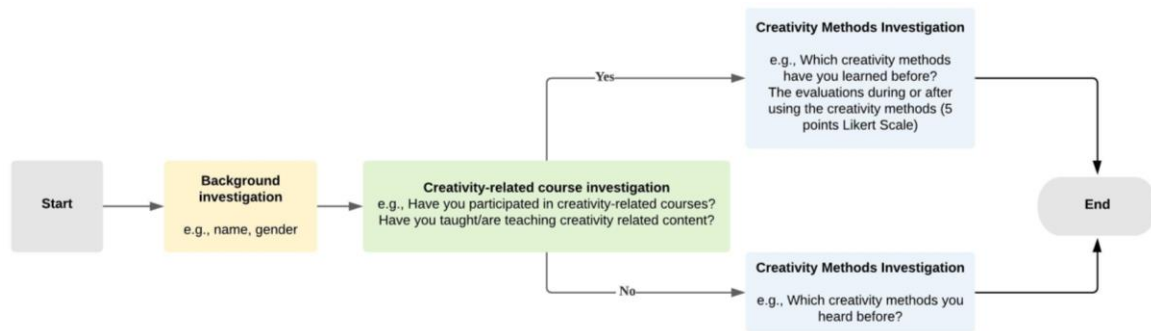 Start
Background
investigation
e.g., name, gender
Creativity-related course investigation
e.g., Have you participated in creativity-related courses?
Have you taught/are teaching creativity related content?
Yes
Creativity Methods Investigation
e.g., Which creativity methods
have you learned before?
The evaluations during or after
using the creativity methods (5
points Likert Scale)
No
Creativity Methods Investigation
e.g., Which creativity methods you
heard before?
End